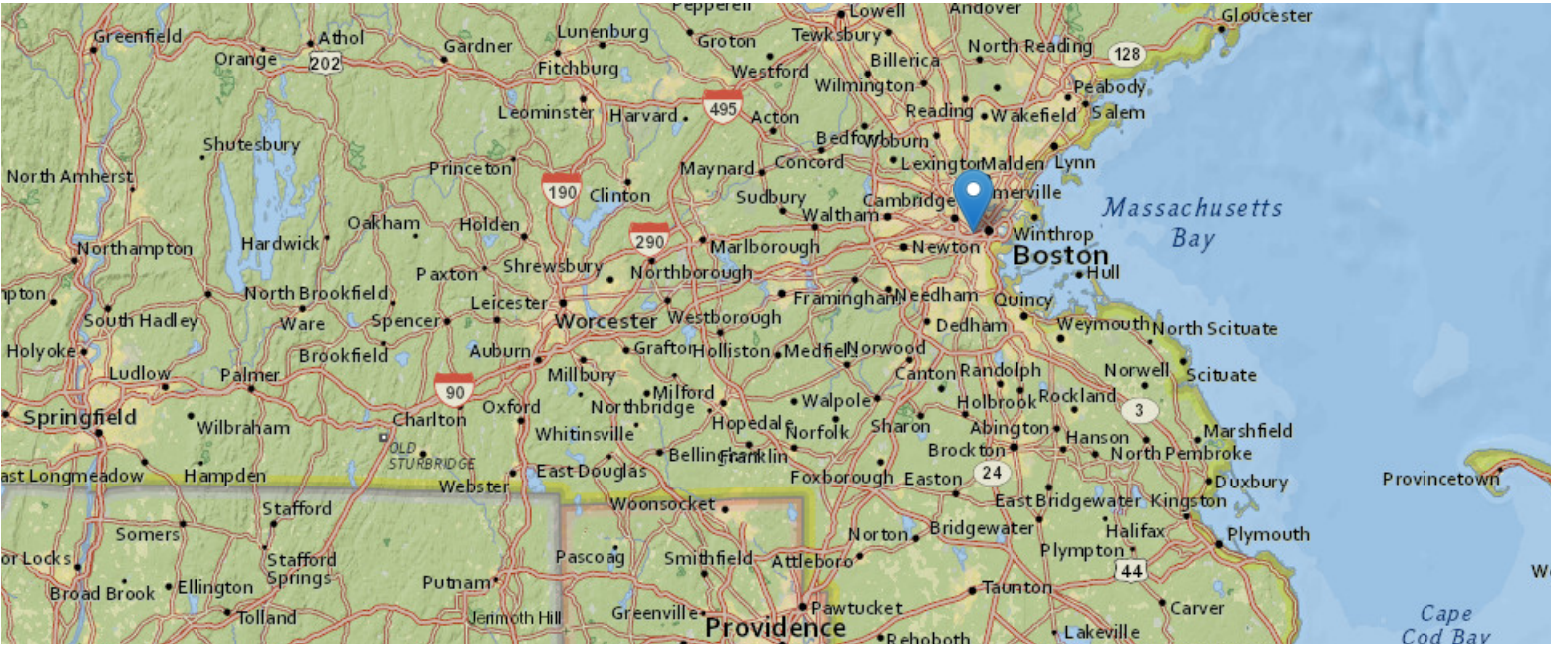 Pepperell
Lowell
Andover
Gloucester
Greenfield
Athol
Lunenburg
Groton
Tewksbury
North Reading
128
Orange
202
Gardner
Fitchburg
Westford
Billerica
Wilmington
Peabody
Leominster
Harvard
495
Acton
Reading
Wakefield
Salem
Shutesbury
Bedford
Woburn
North Amherst
Princeton
190
Clinton
Maynard
Concord
Lexington
Malden
Lynn
Sudbury
Cambridge
merville
Massachusetts
Bay
Oakham
Holden
Waltham
Winthrop
Northampton
Hardwick
290
Marlborough
Newton
Boston
Paxton
Shrewsbury
Northborough
Hull
mpton
North Brookfield
Leicester
Framingham
Needham
Quincy
South Hadley
Ware
Spencer
Worcester
Westborough
Dedham
Weymouth
North Scituate
Holyoke
Brookfield
Auburn
Grafton
Holliston
Medfield
Norwood
Ludlow
Palmer
90
Millbury
Milford
Canton
Randolph
Norwell
Scituate
Springfield
Wilbraham
Charlton
Oxford
Northbridge
Hopedale
Walpole
Holbrook
Rockland
3
Whitinsville
Norfolk
Sharon
Abington
Hanson
Marshfield
OLD
STURBRIDGE
Bellingham
Franklin
Brockton
North Pembroke
ast Longmeadow
Hampden
Webster
East Douglas
Foxborough
Easton
24
Duxbury
Provincetown
Stafford
Woonsocket
East Bridgewater
Kingston
Somers
Norton
Bridgewater
Halifax
Plymouth
or Locks
Stafford
Springs
Pascoag
Smithfield
Attleboro
Plympton
44
Broad Brook
Ellington
Putnam
Taunton
Tolland
Jerimoth Hill
Greenville
Pawtucket
Carver
Cape
Cod Bay
Providence
Rehoboth
Lakeville